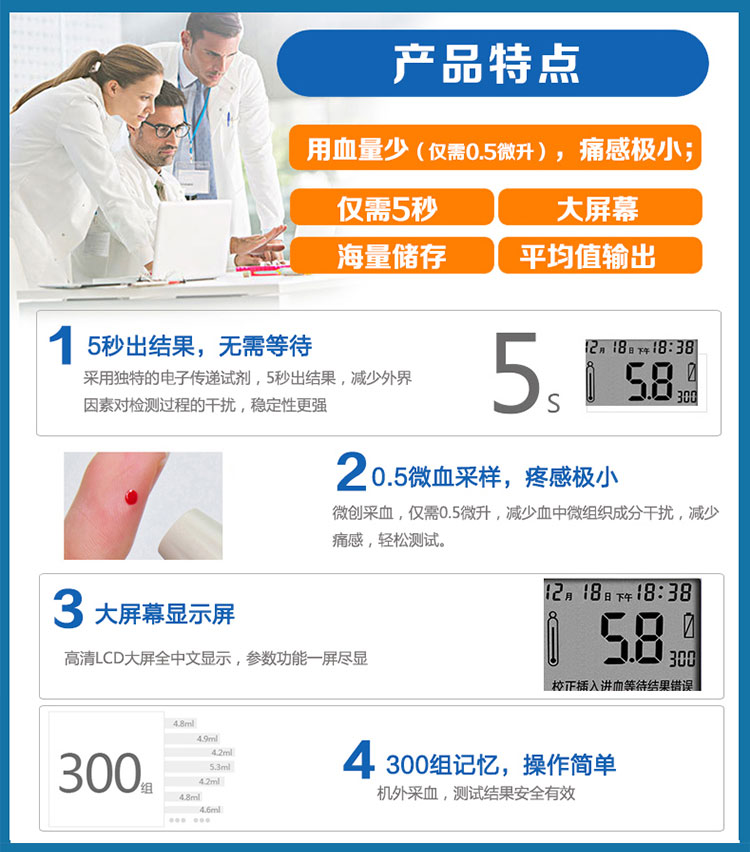 产品特点
用血量少（仅需0.5微升），痛感极小；
仅需5秒
大屏幕
海量储存
平均值输出
1 5秒出结果，无需等待
采用独特的电子传递试剂，5秒出结果，减少外界
因素对检测过程的干扰，稳定性更强
5s
12月 18日 下午 18:38
5.8
300
2 0.5微血采样，疼感极小
微创采血，仅需0.5微升，减少血中微组织成分干扰，减少
痛感，轻松测试。
3 大屏幕显示屏
高清LCD大屏全中文显示，参数功能一屏尽显
12月 18日 下午 18:38
5.8
300
校正插入进血等待结果错误
300组
4.8ml
4.9ml
4.2ml
5.3ml
4.2ml
4.8ml
4.6ml
4 300组记忆，操作简单
机外采血，测试结果安全有效